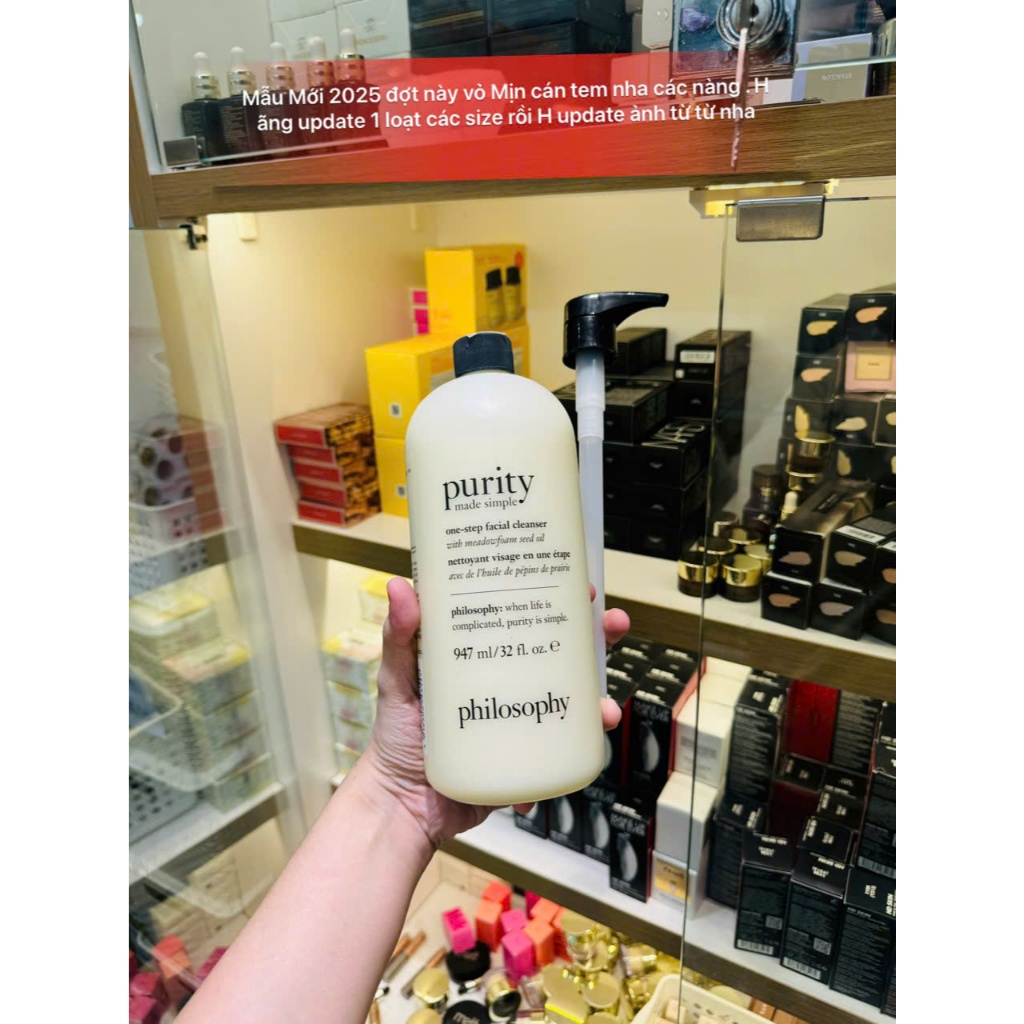 Mẫu Mới 2025 đợt này vỏ Mịn cán tem nha các nàng . H
ãng update 1 loạt các size rồi H update ảnh từ từ nha
purity
made simple
one-step facial cleanser
with meadowfoam seed oil
nettoyant visage en une étape
avec de l'huile de pépins de prairie
philosophy: when life is
complicated, purity is simple.
947 ml/32 fl. oz. ℮
philosophy